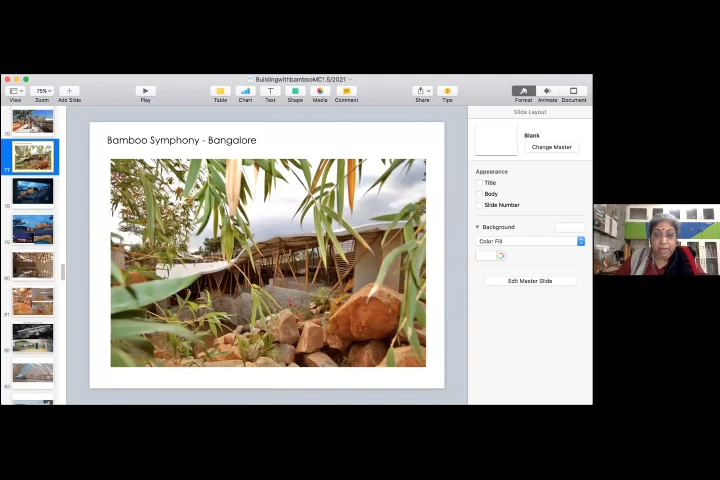 BuildingwithbambooMC1.5/2021
75%
View
Zoom
Add Slide
Play
Table
Chart
Text
Shape
Media
Comment
Share
Tips
Format
Animate
Document
Slide Layout
Blank
Change Master
Appearance
Title
Body
Slide Number
Background
Color Fill
Edit Master Slide
Bamboo Symphony - Bangalore
77